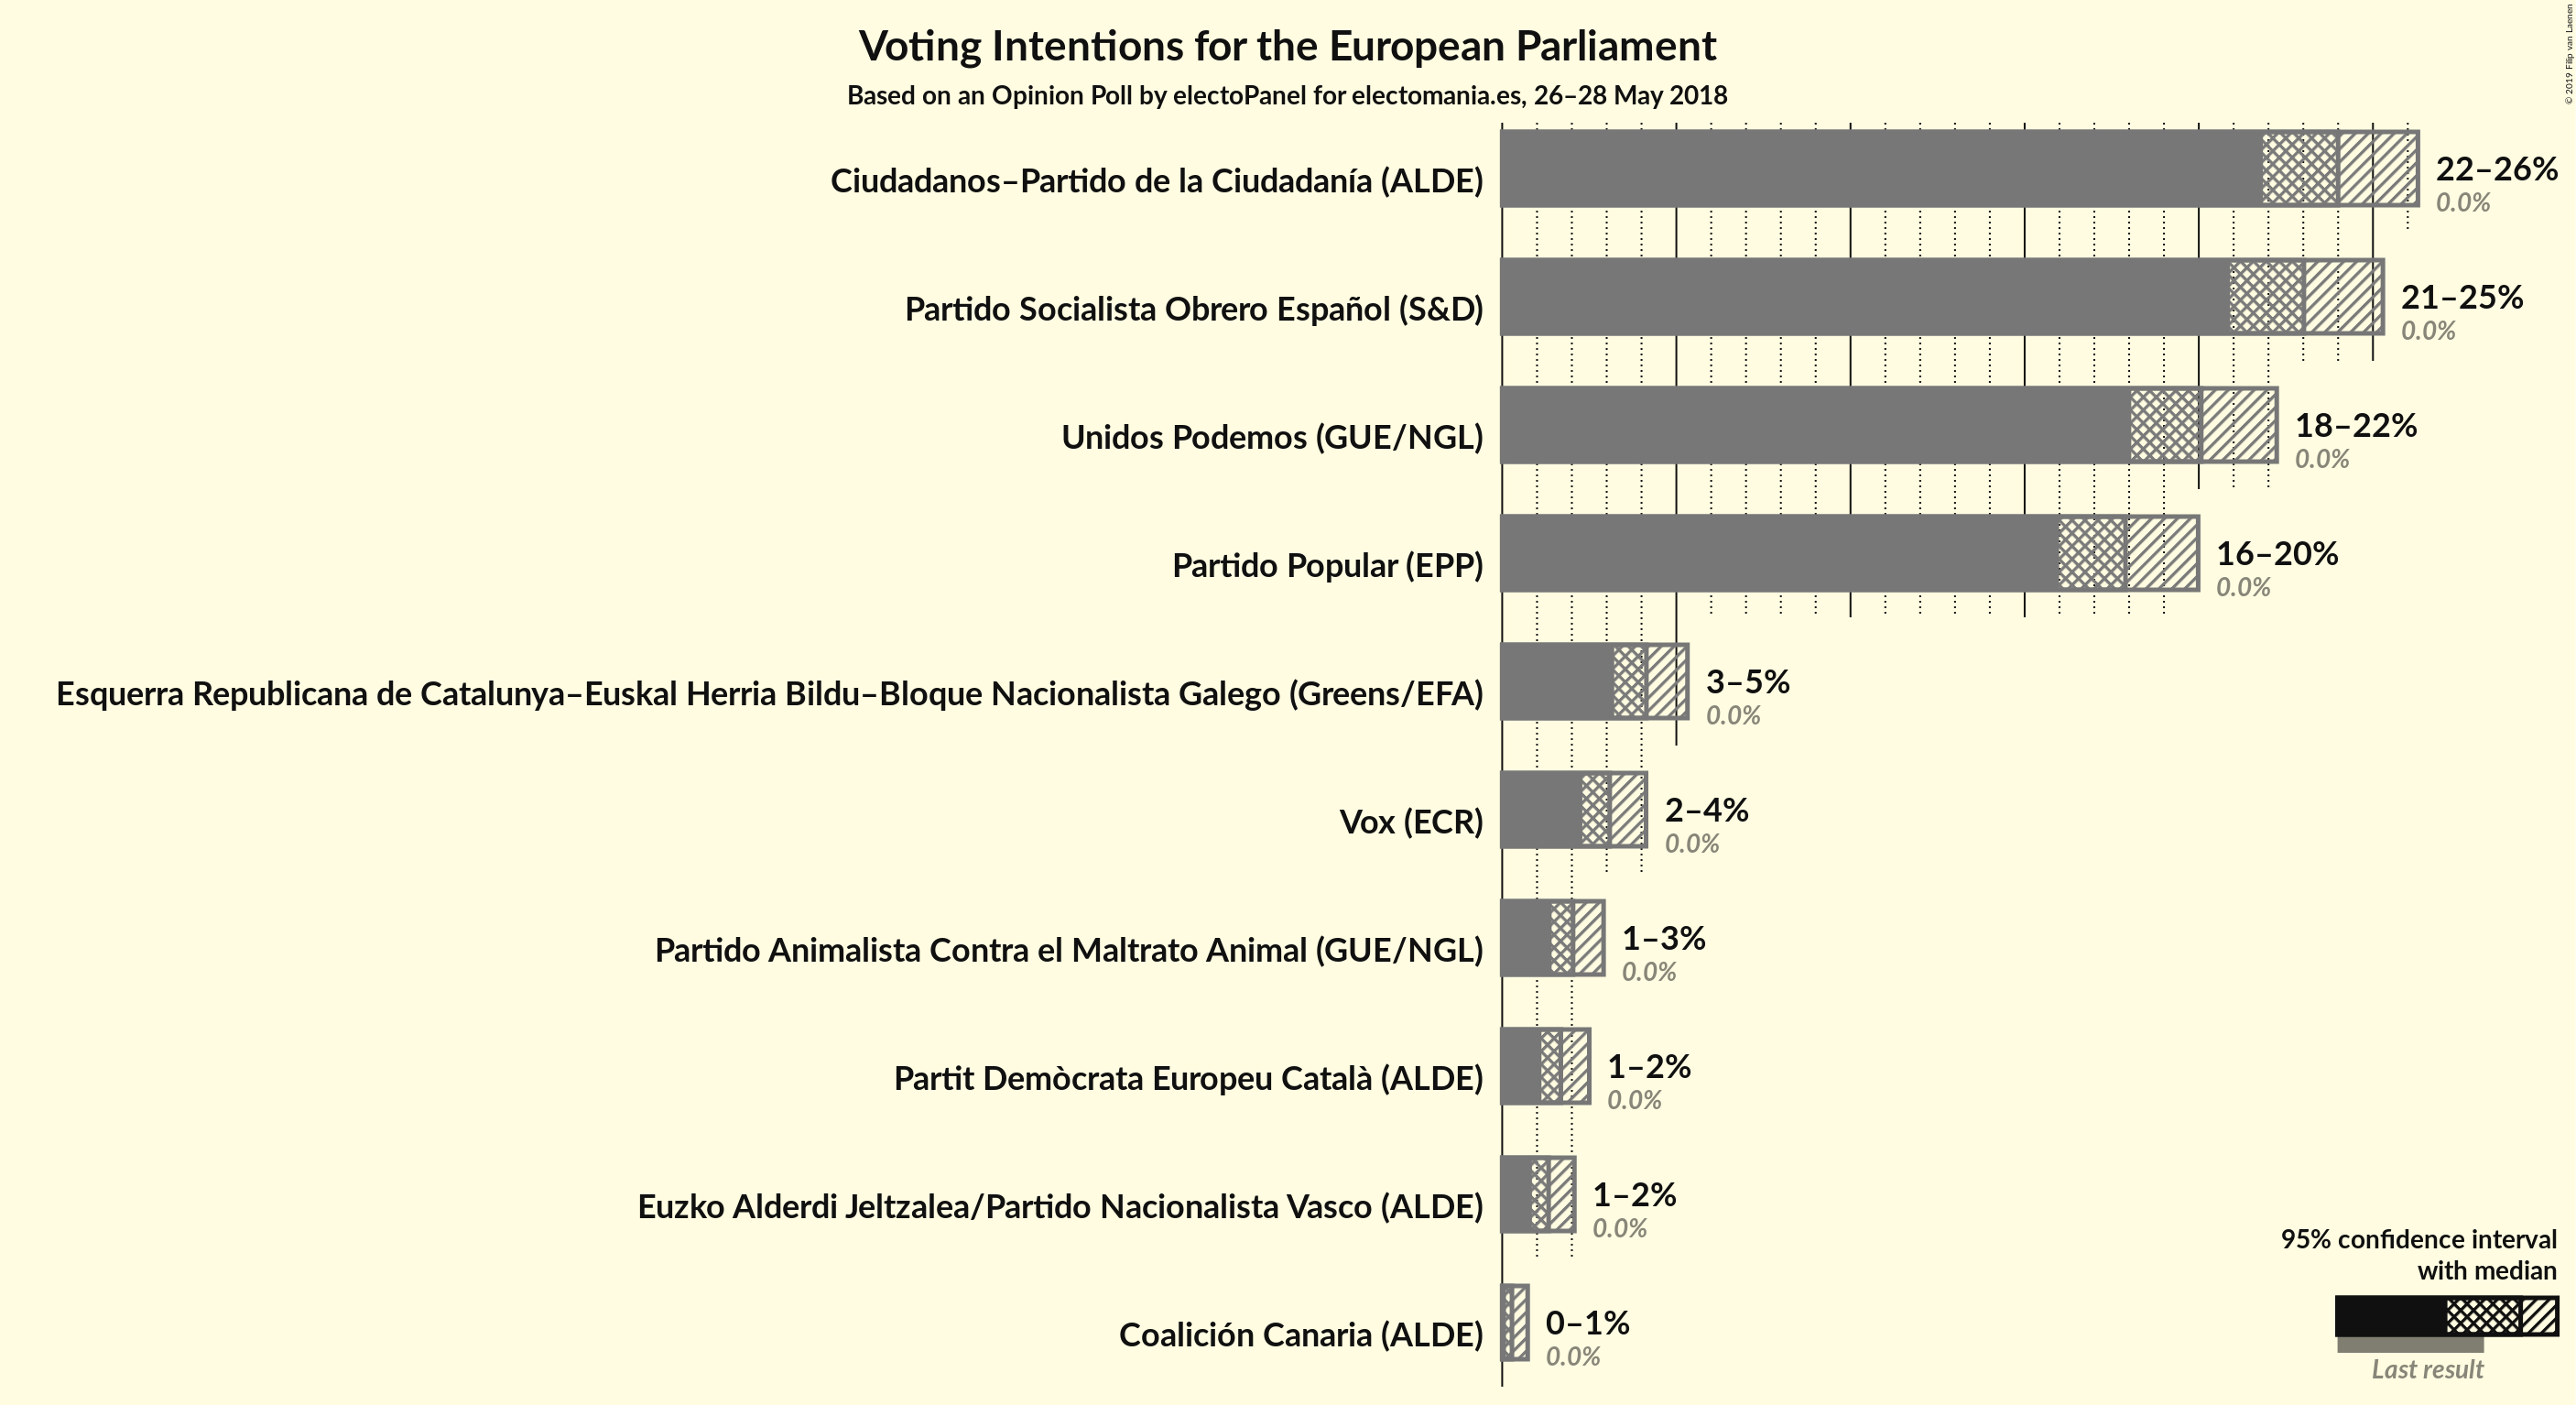 Voting Intentions for the European Parliament
Based on an Opinion Poll by electoPanel for electomania.es, 26–28 May 2018
© 2019 Filip van Laenen
Ciudadanos–Partido de la Ciudadanía (ALDE)
22–26%
0.0%
Partido Socialista Obrero Español (S&D)
21–25%
0.0%
Unidos Podemos (GUE/NGL)
18–22%
0.0%
Partido Popular (EPP)
16–20%
0.0%
Esquerra Republicana de Catalunya–Euskal Herria Bildu–Bloque Nacionalista Galego (Greens/EFA)
3–5%
0.0%
Vox (ECR)
2–4%
0.0%
Partido Animalista Contra el Maltrato Animal (GUE/NGL)
1–3%
0.0%
Partit Demòcrata Europeu Català (ALDE)
1–2%
0.0%
Euzko Alderdi Jeltzalea/Partido Nacionalista Vasco (ALDE)
1–2%
0.0%
Coalición Canaria (ALDE)
0–1%
0.0%
95% confidence interval
with median
Last result